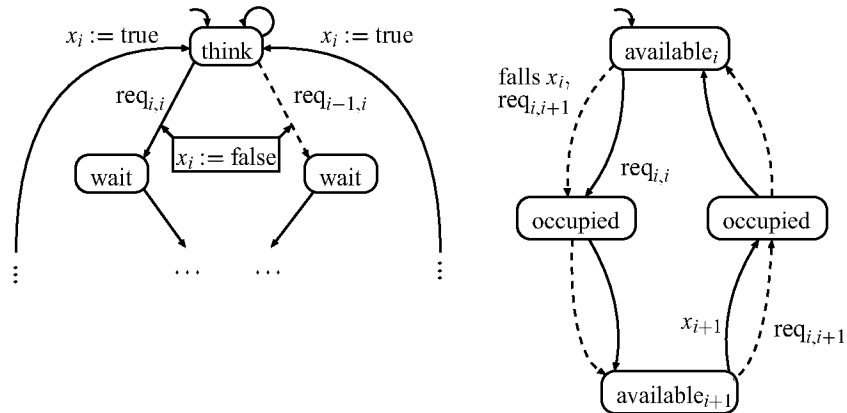 x_i := true
think
x_i := true
req_{i,i}
req_{i−1,i}
x_i := false
wait
wait
⋮
...
...
⋮
available_i
falls x_i,
req_{i,i+1}
req_{i,i}
occupied
occupied
x_{i+1}
req_{i,i+1}
available_{i+1}